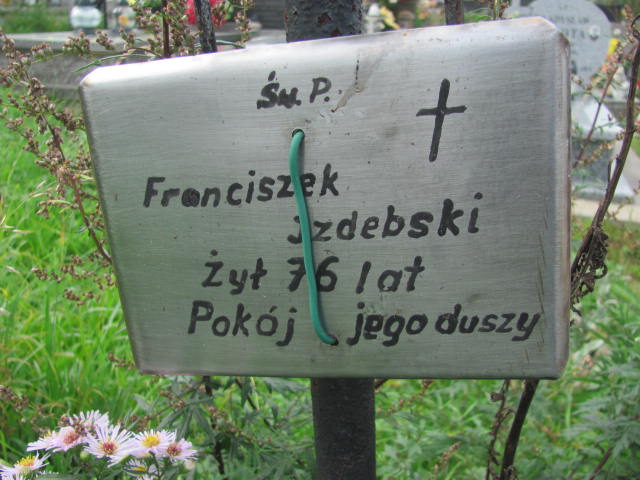 Św. P.
Franciszek
Izdebski
Żył 76 lat
Pokój jego duszy